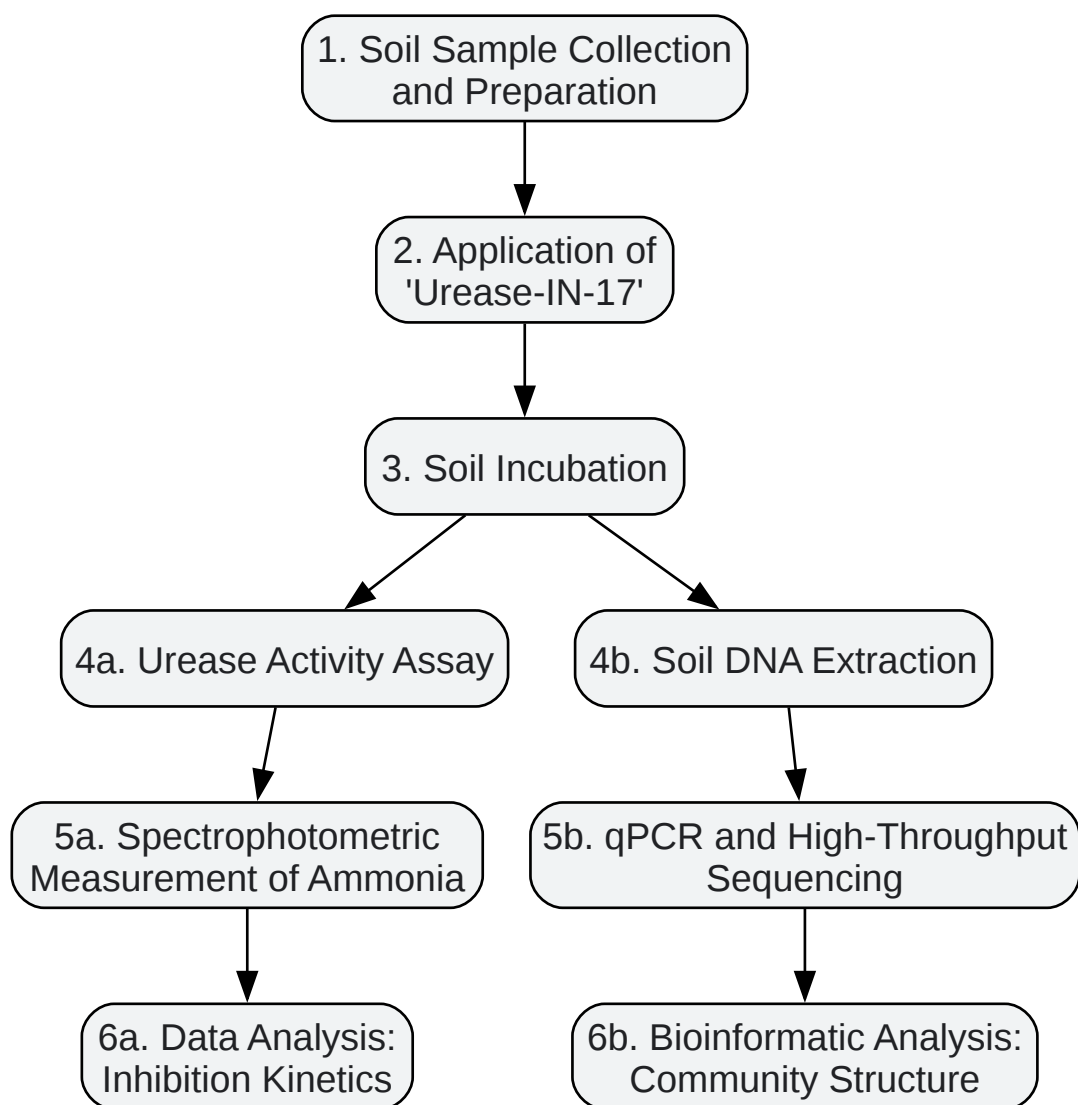 1. Soil Sample Collection
and Preparation
2. Application of
'Urease-IN-17'
3. Soil Incubation
4a. Urease Activity Assay
4b. Soil DNA Extraction
5a. Spectrophotometric
Measurement of Ammonia
5b. qPCR and High-Throughput
Sequencing
6a. Data Analysis:
Inhibition Kinetics
6b. Bioinformatic Analysis:
Community Structure